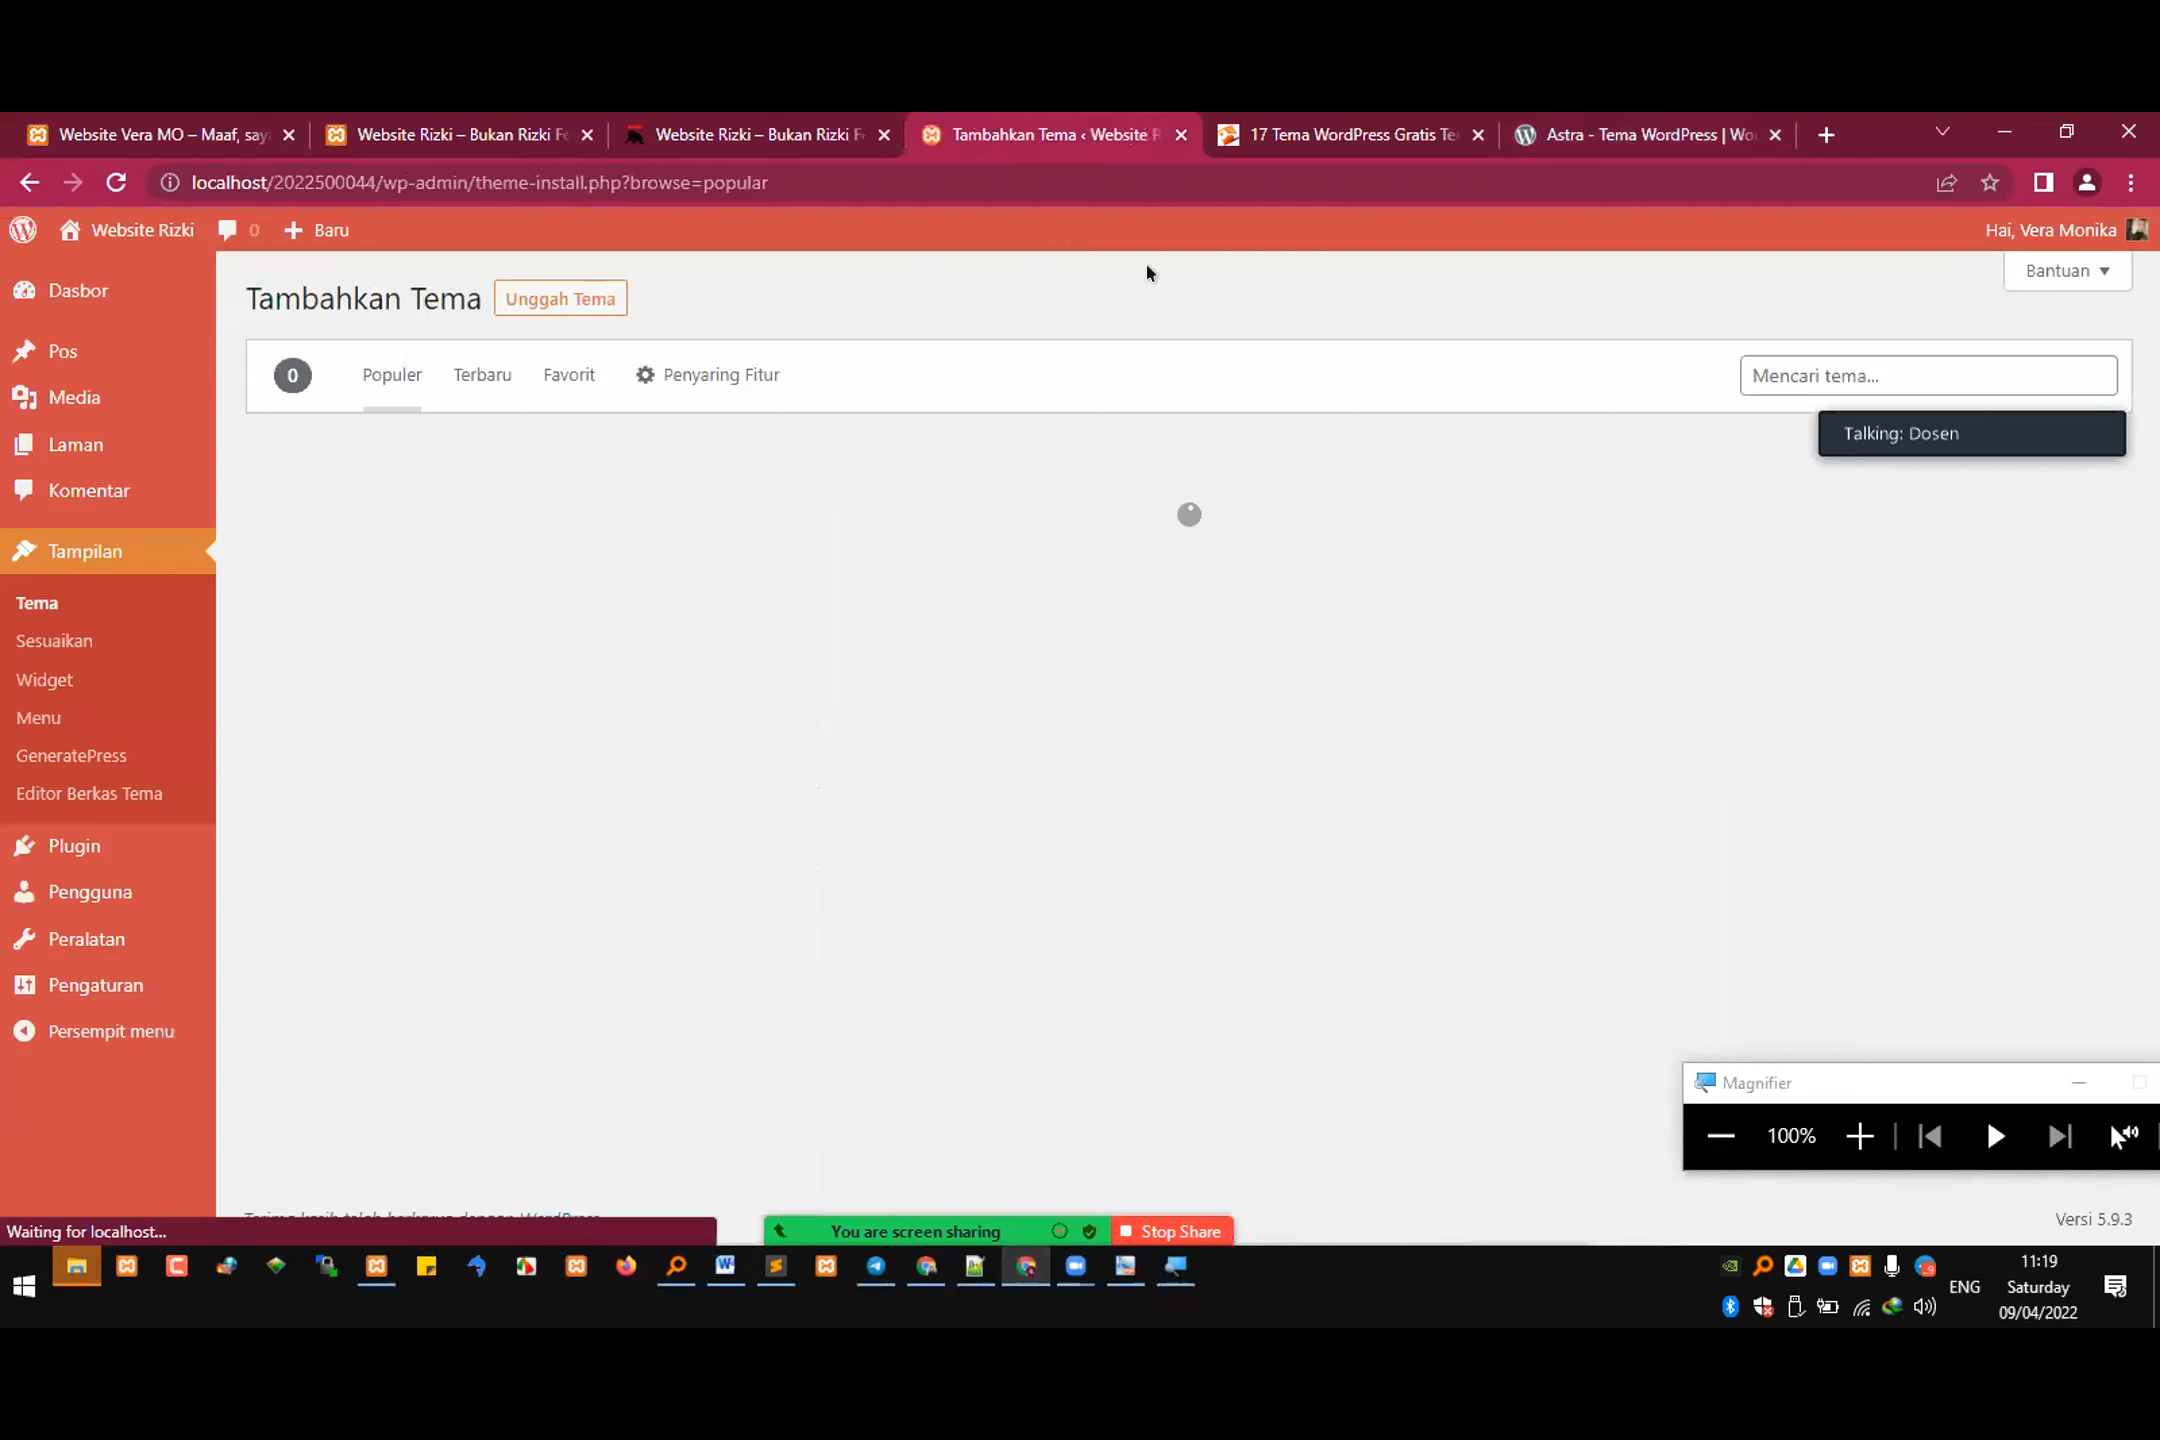 Website Vera MO – Maaf, say
Website Rizki – Bukan Rizki F
Website Rizki – Bukan Rizki F
Tambahkan Tema ‹ Website
17 Tema WordPress Gratis Te
Astra - Tema WordPress | Wo
localhost/2022500044/wp-admin/theme-install.php?browse=popular
Website Rizki
0
Baru
Hai, Vera Monika
Dasbor
Pos
Media
Laman
Komentar
Tampilan
Tema
Sesuaikan
Widget
Menu
GeneratePress
Editor Berkas Tema
Plugin
Pengguna
Peralatan
Pengaturan
Persempit menu
Bantuan
Tambahkan Tema
Unggah Tema
0
Populer
Terbaru
Favorit
Penyaring Fitur
Mencari tema...
Talking: Dosen
Magnifier
100%
Versi 5.9.3
Waiting for localhost...
You are screen sharing
Stop Share
ENG
11:19
Saturday
09/04/2022